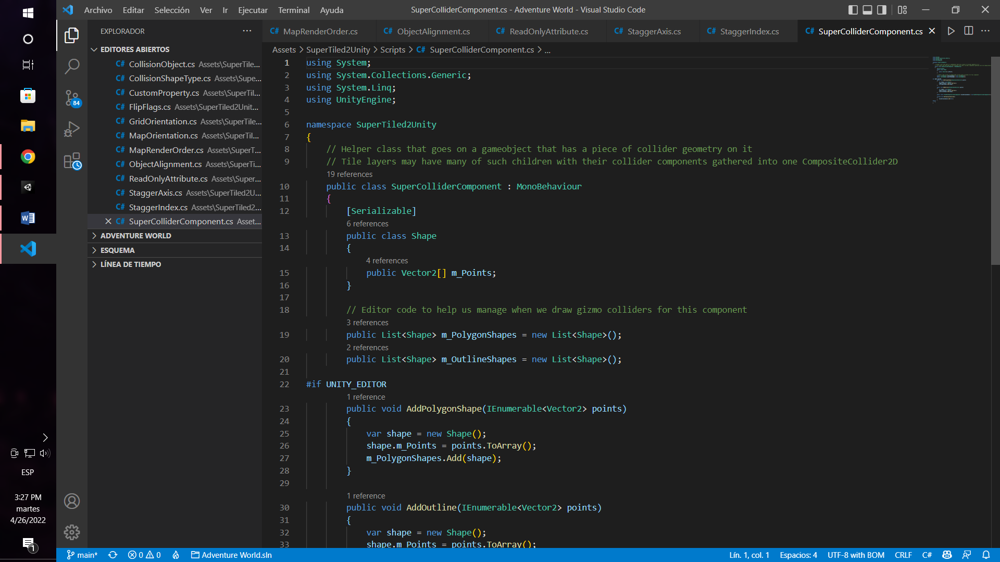 Archivo Editar Selección Ver Ir Ejecutar Terminal Ayuda
SuperColliderComponent.cs - Adventure World - Visual Studio Code
EXPLORADOR
EDITORES ABIERTOS
C# CollisionObject.cs Assets\SuperTile...
C# CollisionShapeType.cs Assets\Supe...
C# CustomProperty.cs Assets\SuperTil...
C# FlipFlags.cs Assets\SuperTiled2Unit...
C# GridOrientation.cs Assets\SuperTile...
C# MapOrientation.cs Assets\SuperTil...
C# MapRenderOrder.cs Assets\SuperT...
C# ObjectAlignment.cs Assets\SuperTi...
C# ReadOnlyAttribute.cs Assets\Super...
C# StaggerAxis.cs Assets\SuperTiled2U...
C# StaggerIndex.cs Assets\SuperTiled2...
C# SuperColliderComponent.cs Asset...
ADVENTURE WORLD
ESQUEMA
LÍNEA DE TIEMPO
84
C# MapRenderOrder.cs C# ObjectAlignment.cs C# ReadOnlyAttribute.cs C# StaggerAxis.cs C# StaggerIndex.cs C# SuperColliderComponent.cs
Assets > SuperTiled2Unity > Scripts > C# SuperColliderComponent.cs > ...
1 using System;
2 using System.Collections.Generic;
3 using System.Linq;
4 using UnityEngine;
5
6 namespace SuperTiled2Unity
7 {
8 // Helper class that goes on a gameobject that has a piece of collider geometry on it
9 // Tile layers may have many of such children with their collider components gathered into one CompositeCollider2D
19 references
10 public class SuperColliderComponent : MonoBehaviour
11 {
12 [Serializable]
6 references
13 public class Shape
14 {
4 references
15 public Vector2[] m_Points;
16 }
17
18 // Editor code to help us manage when we draw gizmo colliders for this component
3 references
19 public List<Shape> m_PolygonShapes = new List<Shape>();
2 references
20 public List<Shape> m_OutlineShapes = new List<Shape>();
21
22 #if UNITY_EDITOR
1 reference
23 public void AddPolygonShape(IEnumerable<Vector2> points)
24 {
25 var shape = new Shape();
26 shape.m_Points = points.ToArray();
27 m_PolygonShapes.Add(shape);
28 }
29
1 reference
30 public void AddOutline(IEnumerable<Vector2> points)
31 {
32 var shape = new Shape();
33 shape.m_Points = points.ToArray();
ESP
3:27 PM
martes
4/26/2022
1
main* 0 0 Adventure World.sln
Lín. 1, col. 1 Espacios: 4 UTF-8 with BOM CRLF C#